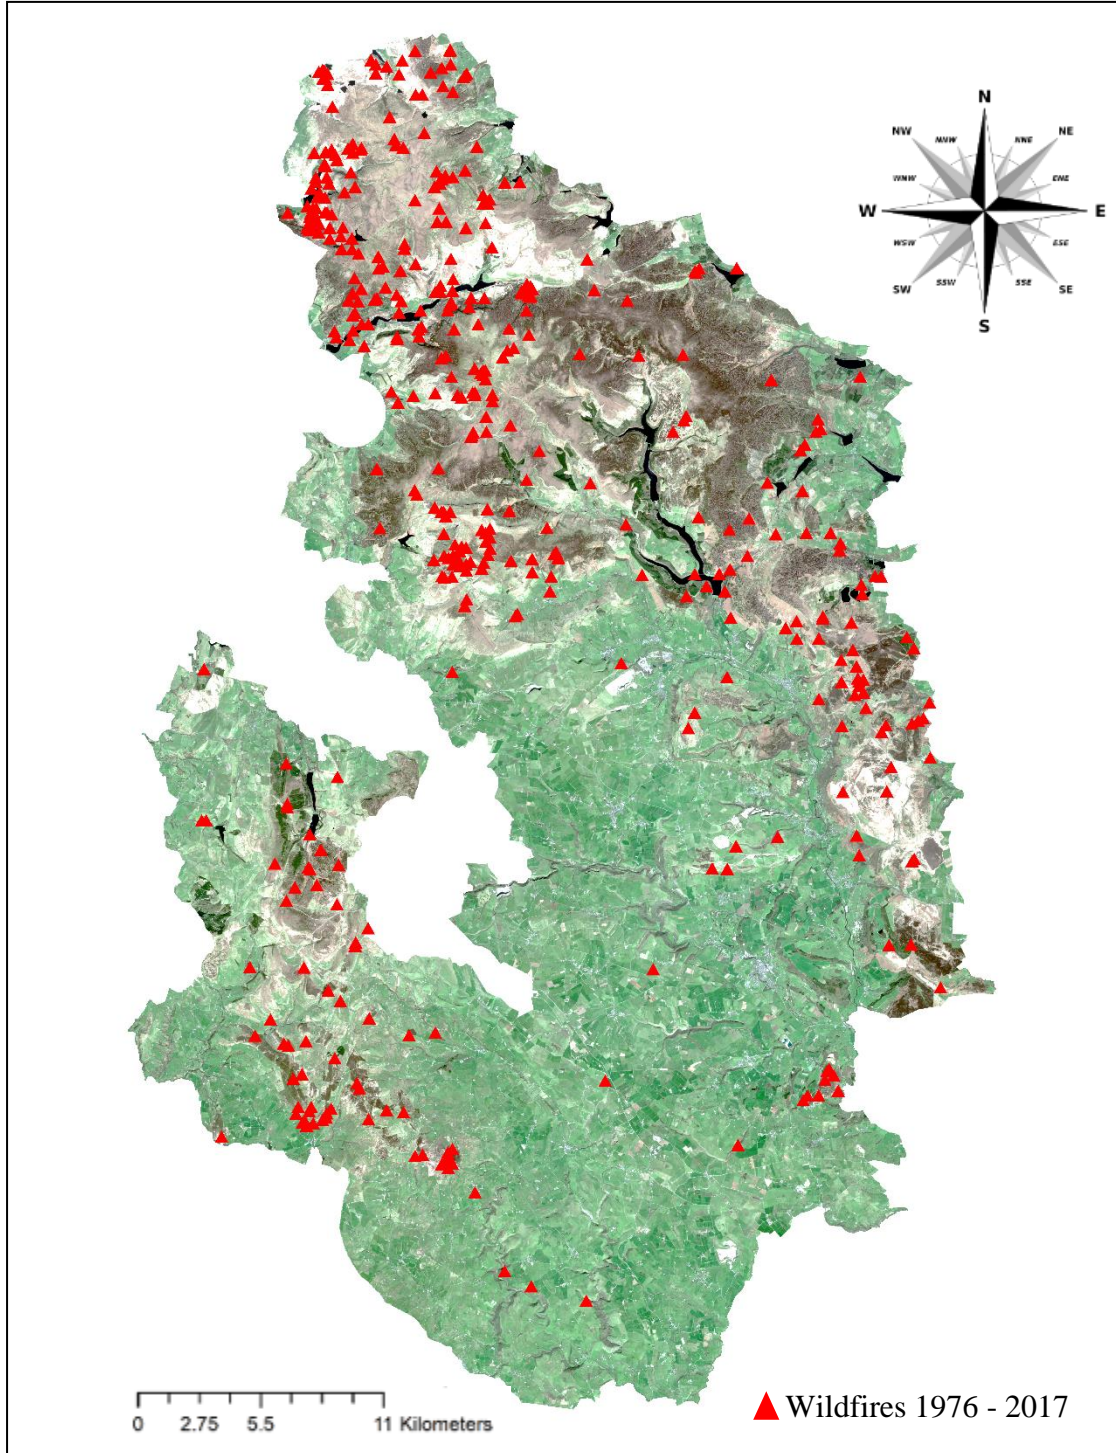 N
NNW NNE
NW NE
WNW ENE
W E
WSW ESE
SW SE
SSW SSE
S
0 2.75 5.5 11 Kilometers
Wildfires 1976 - 2017